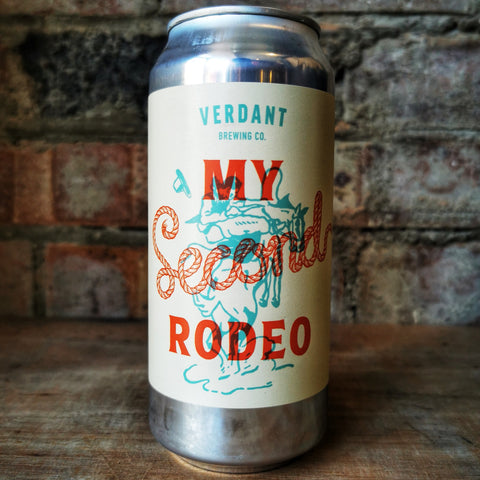 VERDANT
BREWING CO.
MY
Second
RODEO